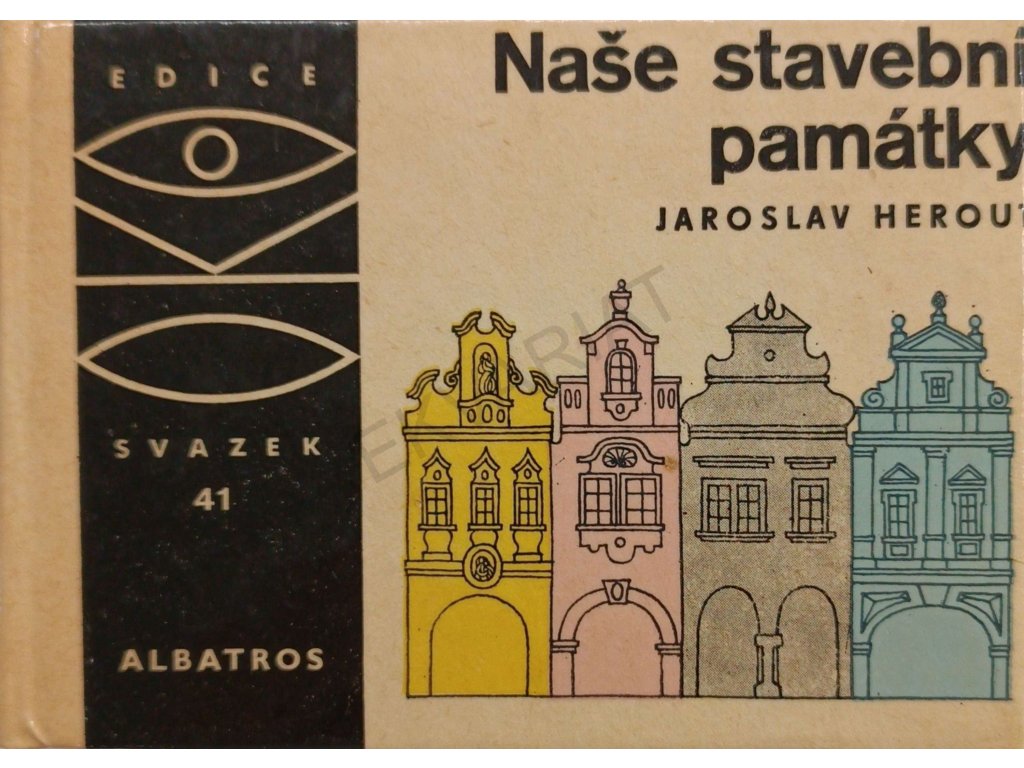 EDICE
SVAZEK
41
ALBATROS
Naše stavební
památky
JAROSLAV HEROUT